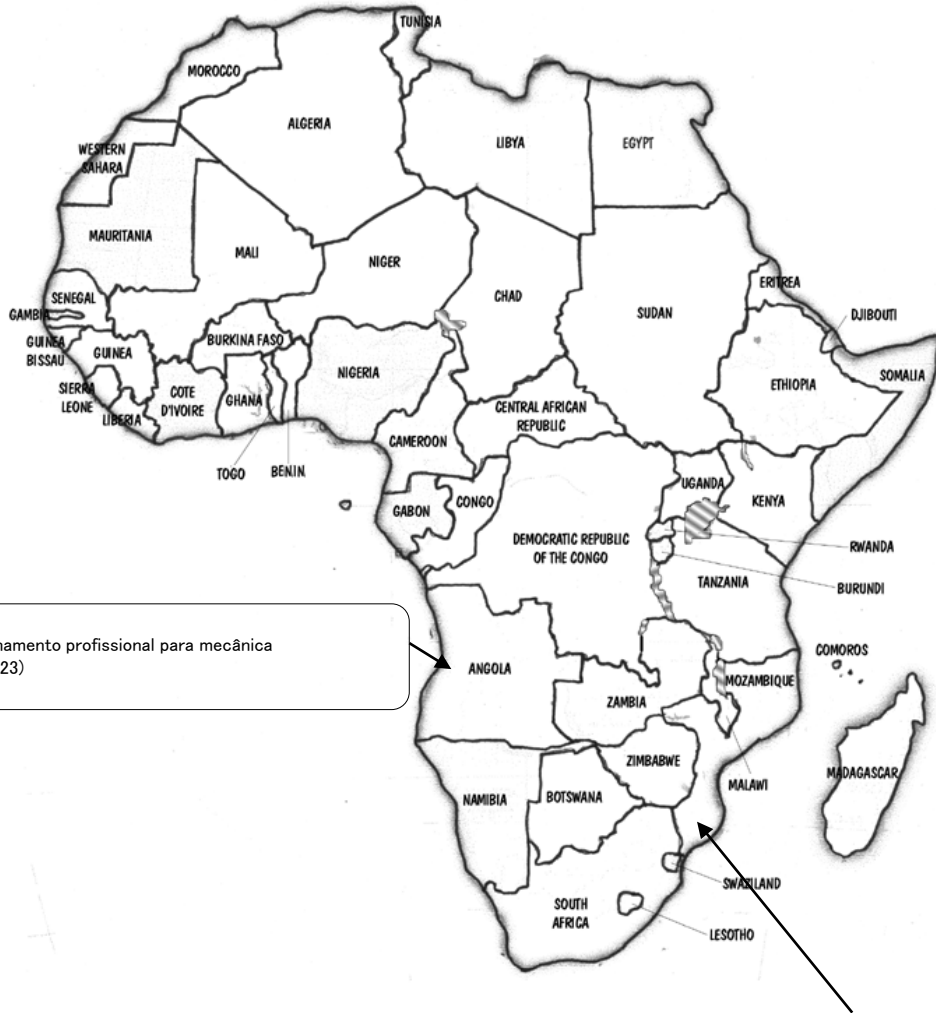 TUNISIA
MOROCCO
ALGERIA
LIBYA
EGYPT
WESTERN
SAHARA
MAURITANIA
MALI
NIGER
CHAD
SUDAN
ERITREA
DJIBOUTI
SENEGAL
GAMBIA
GUINEA
BISSAU
GUINEA
BURKINA FASO
NIGERIA
ETHIOPIA
SOMALIA
SIERRA
LEONE
LIBERIA
COTE
D'IVOIRE
GHANA
TOGO
BENIN
CAMEROON
CENTRAL AFRICAN
REPUBLIC
UGANDA
KENYA
GABON
CONGO
DEMOCRATIC REPUBLIC
OF THE CONGO
RWANDA
BURUNDI
TANZANIA
namento profissional para mecânica
23)
ANGOLA
ZAMBIA
MOZAMBIQUE
COMOROS
ZIMBABWE
MALAWI
MADAGASCAR
NAMIBIA
BOTSWANA
SWAZILAND
SOUTH
AFRICA
LESOTHO